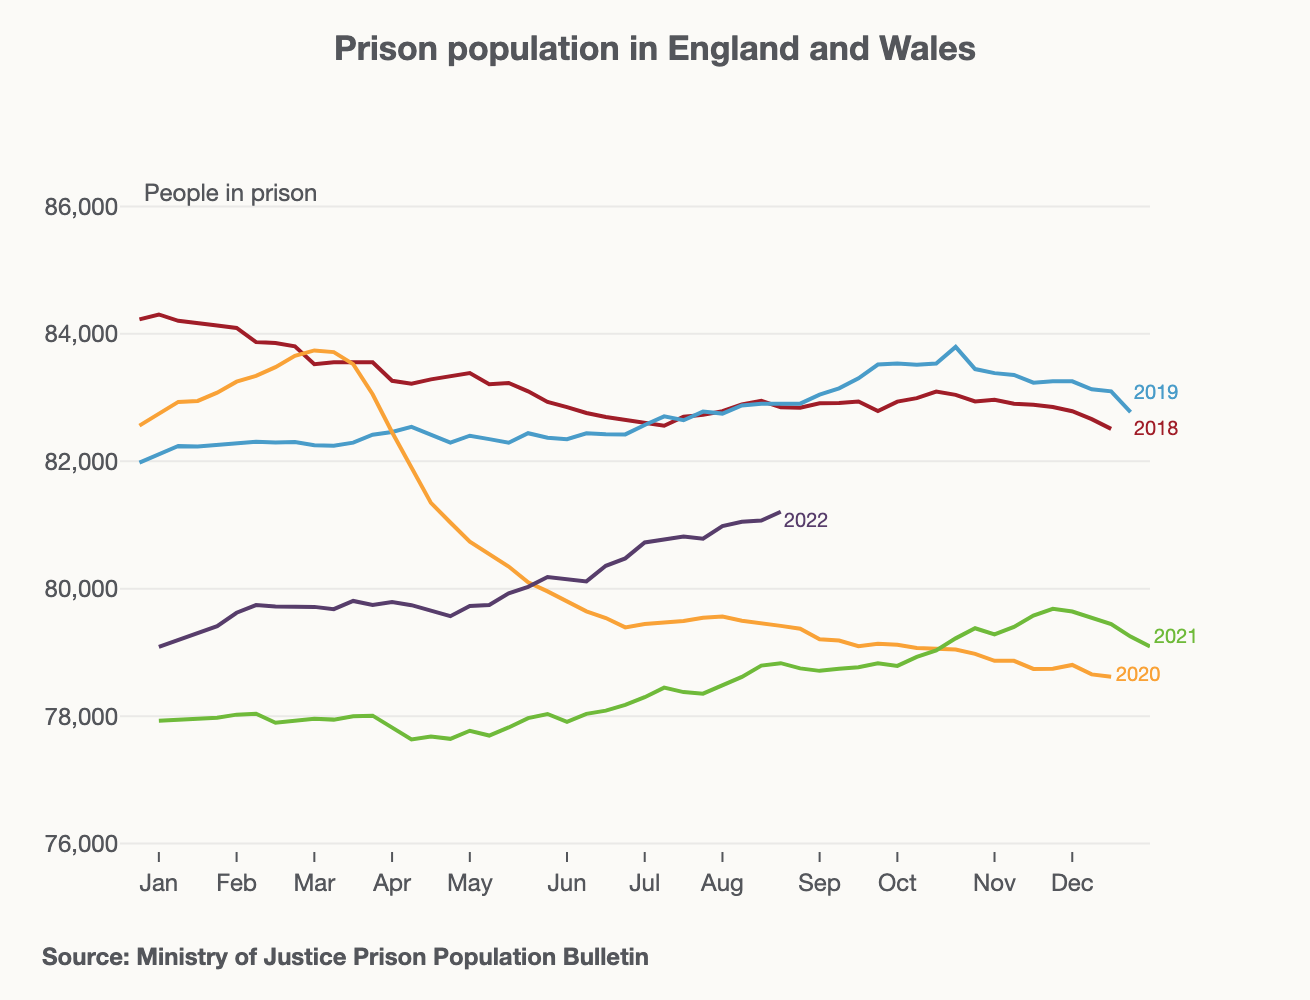 Prison population in England and Wales
People in prison
86,000
84,000
82,000
80,000
78,000
76,000
2019
2018
2022
2021
2020
Jan Feb Mar Apr May Jun Jul Aug Sep Oct Nov Dec
Source: Ministry of Justice Prison Population Bulletin